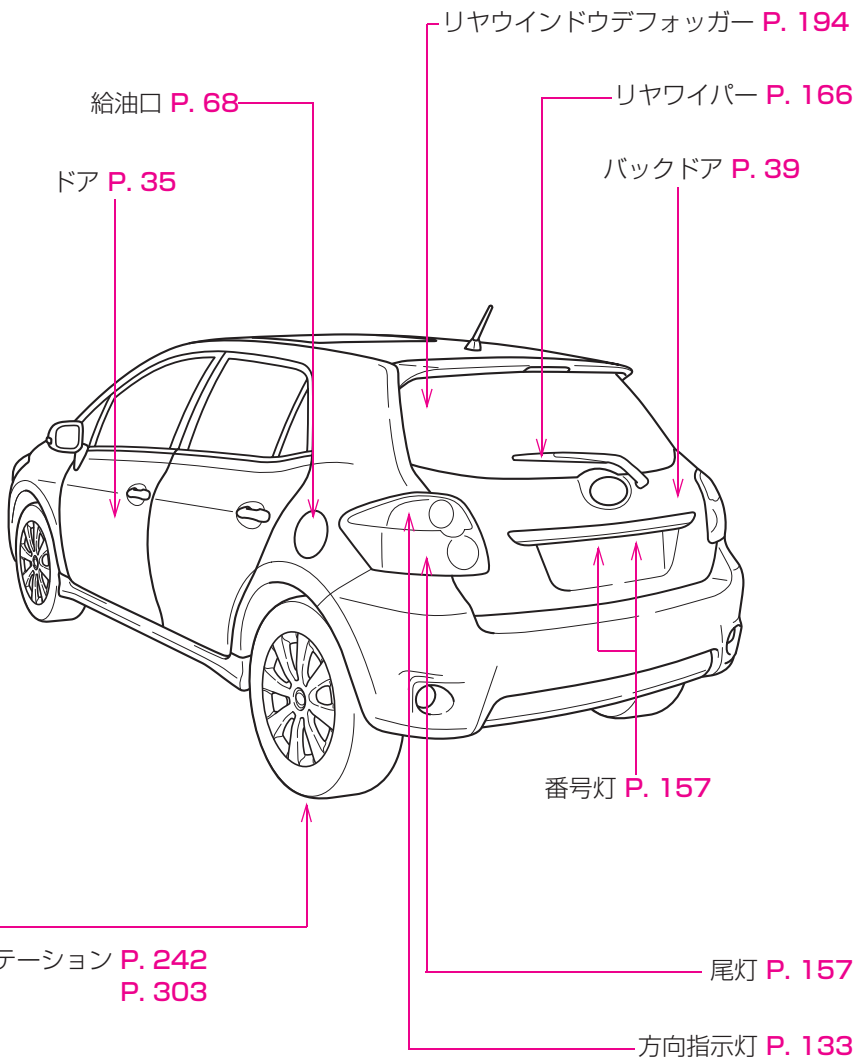 リヤウインドウデフォッガー P. 194
リヤワイパー P. 166
給油口 P. 68
バックドア P. 39
ドア P. 35
番号灯 P. 157
テーション P. 242
P. 303
尾灯 P. 157
方向指示灯 P. 133